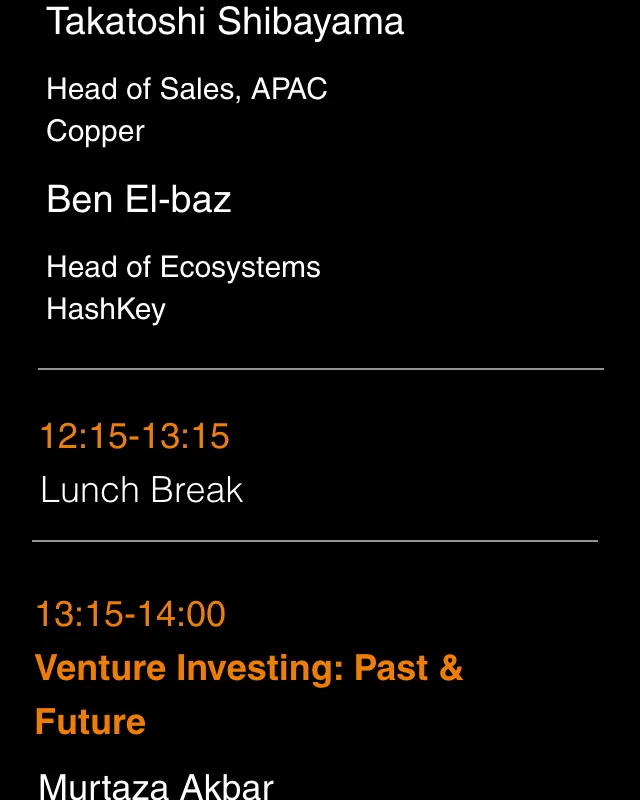 Takatoshi Shibayama
Head of Sales, APAC
Copper
Ben El-baz
Head of Ecosystems
HashKey
12:15-13:15
Lunch Break
13:15-14:00
Venture Investing: Past &
Future
Murtaza Akbar